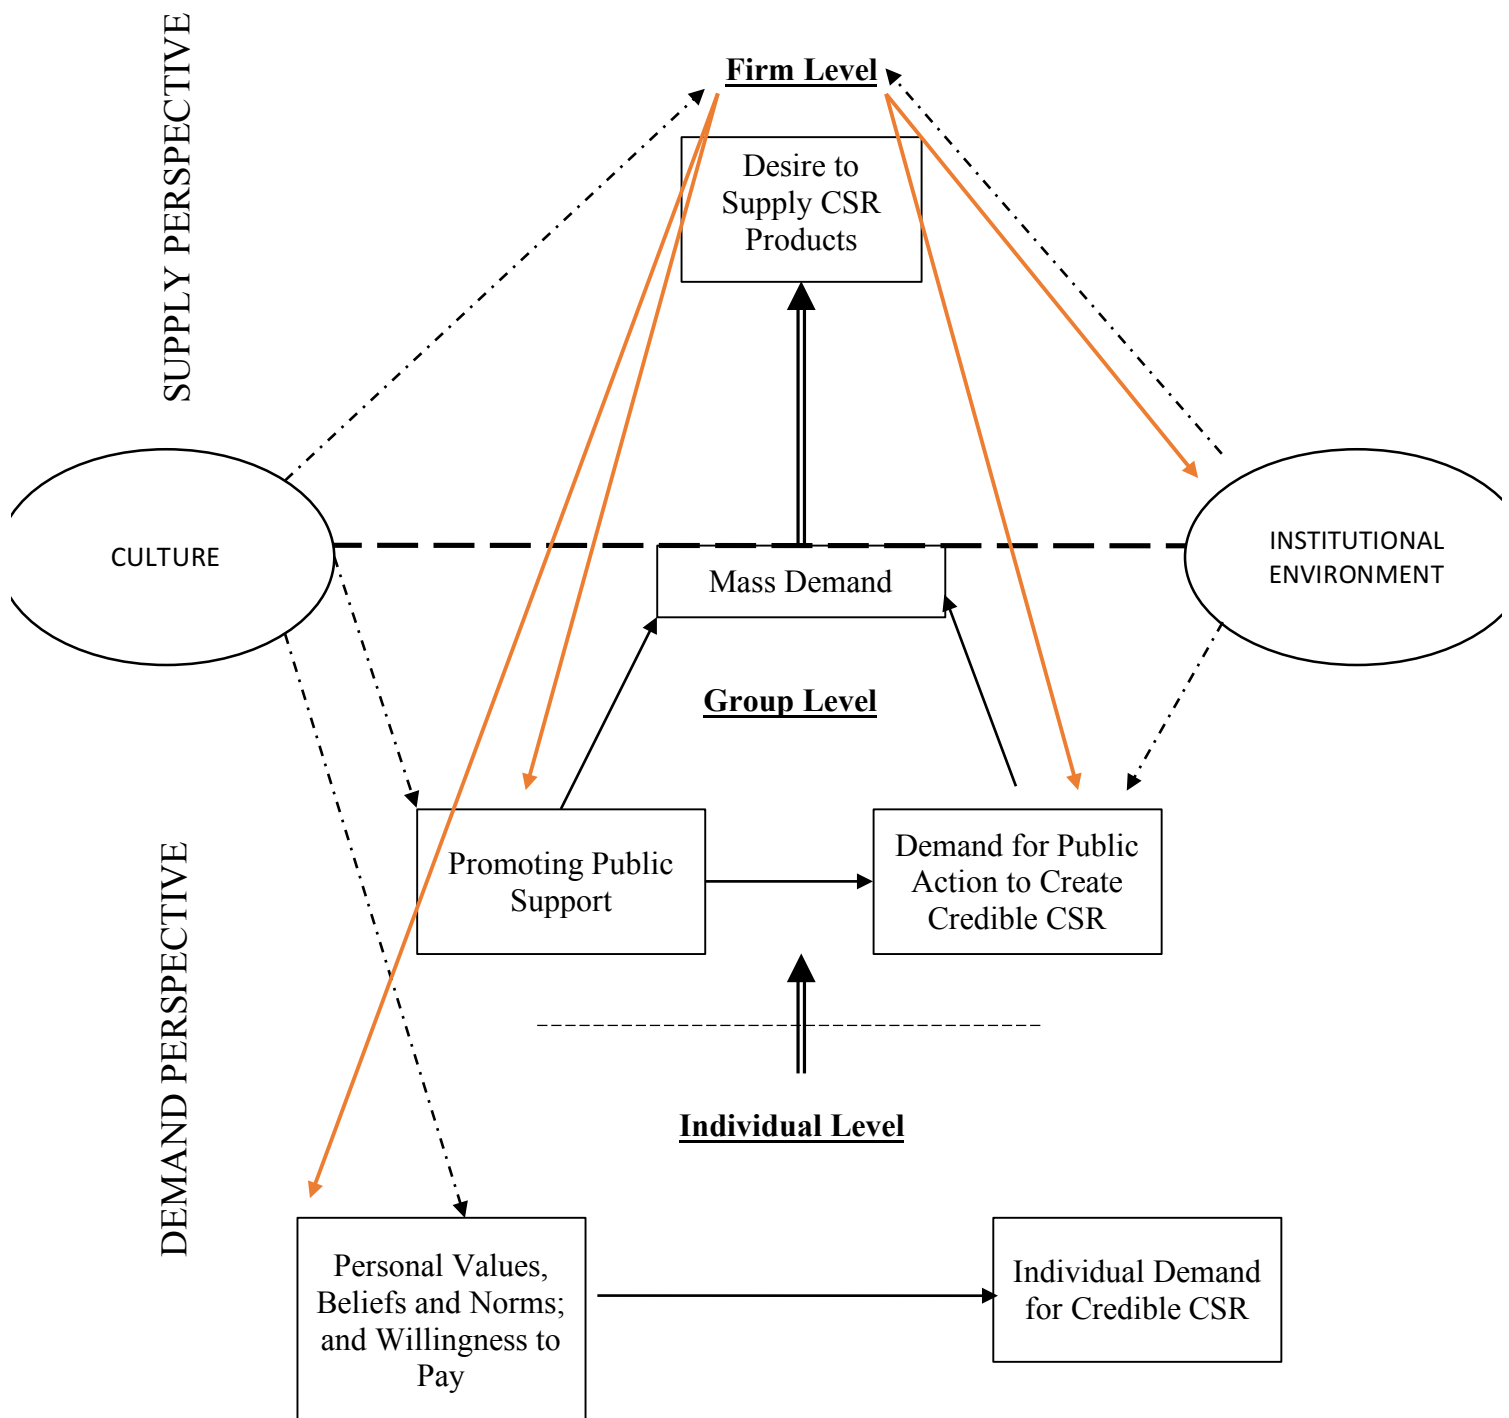 SUPPLY PERSPECTIVE
Firm Level
Desire to
Supply CSR
Products
CULTURE
INSTITUTIONAL
ENVIRONMENT
Mass Demand
Group Level
DEMAND PERSPECTIVE
Promoting Public
Support
Demand for Public
Action to Create
Credible CSR
Individual Level
Personal Values,
Beliefs and Norms;
and Willingness to
Pay
Individual Demand
for Credible CSR